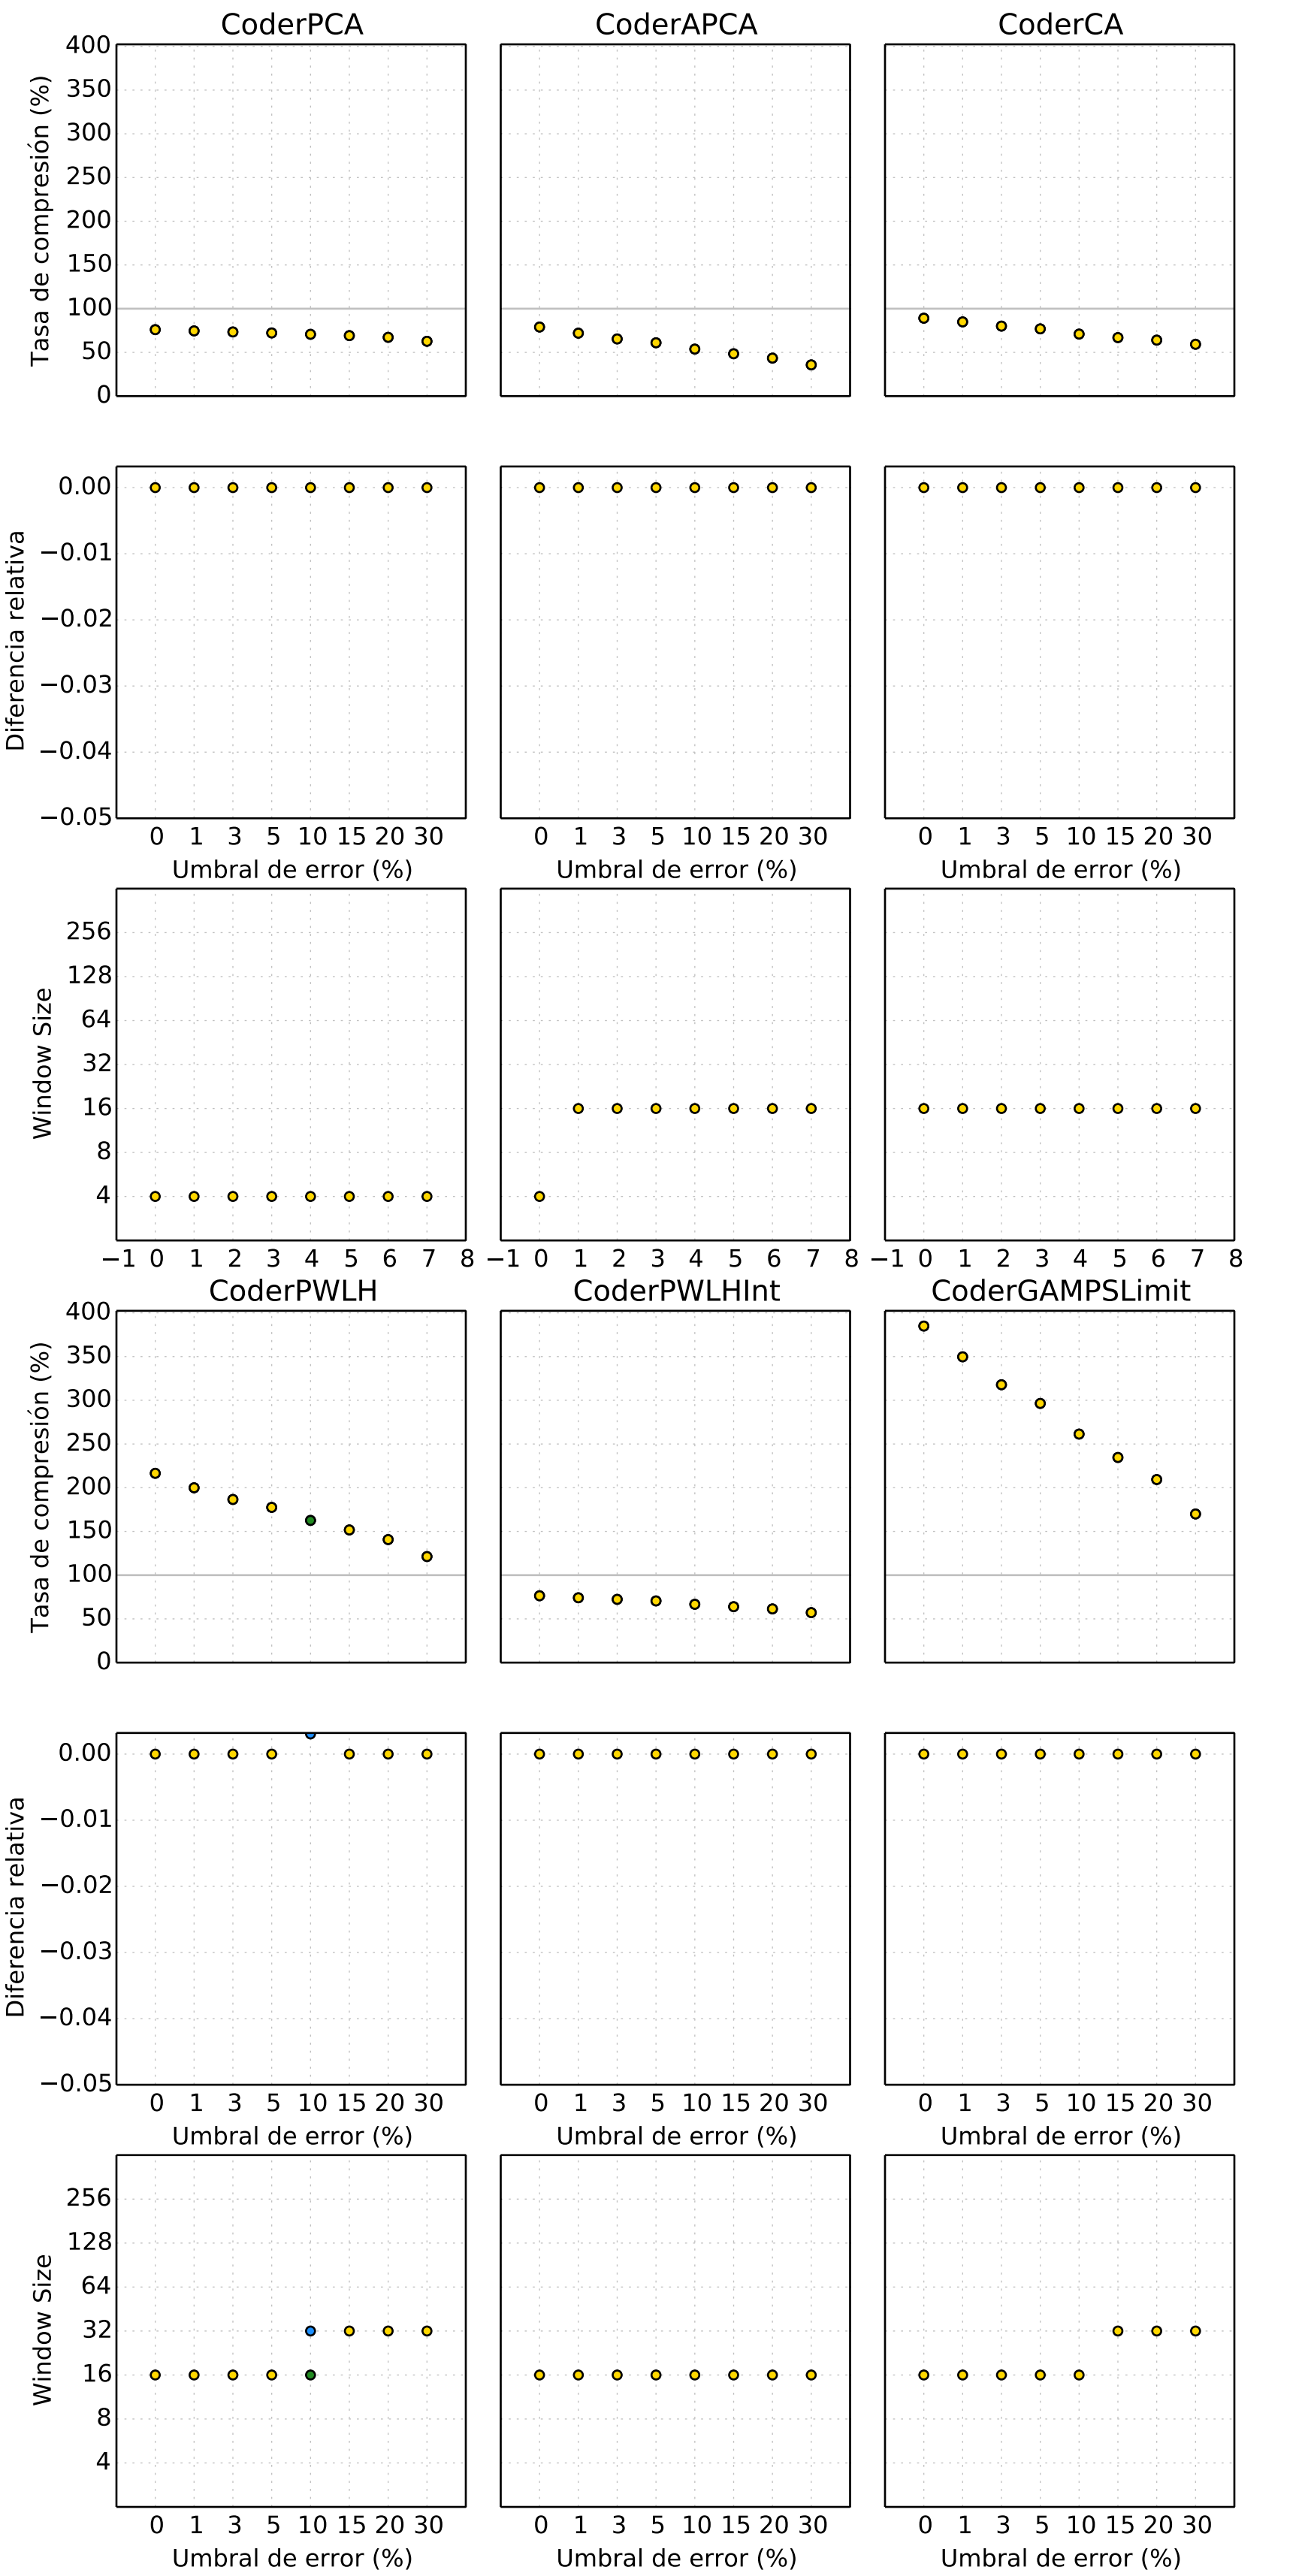 CoderPCA CoderAPCA CoderCA
Tasa de compresión (%)
400
350
300
250
200
150
100
50
0
Diferencia relativa
0.00
−0.01
−0.02
−0.03
−0.04
−0.05
0 1 3 5 10 15 20 30 0 1 3 5 10 15 20 30 0 1 3 5 10 15 20 30
Umbral de error (%) Umbral de error (%) Umbral de error (%)
Window Size
256
128
64
32
16
8
4
−1 0 1 2 3 4 5 6 7 8 −1 0 1 2 3 4 5 6 7 8 −1 0 1 2 3 4 5 6 7 8
CoderPWLH CoderPWLHInt CoderGAMPSLimit
Tasa de compresión (%)
400
350
300
250
200
150
100
50
0
Diferencia relativa
0.00
−0.01
−0.02
−0.03
−0.04
−0.05
0 1 3 5 10 15 20 30 0 1 3 5 10 15 20 30 0 1 3 5 10 15 20 30
Umbral de error (%) Umbral de error (%) Umbral de error (%)
Window Size
256
128
64
32
16
8
4
0 1 3 5 10 15 20 30 0 1 3 5 10 15 20 30 0 1 3 5 10 15 20 30
Umbral de error (%) Umbral de error (%) Umbral de error (%)